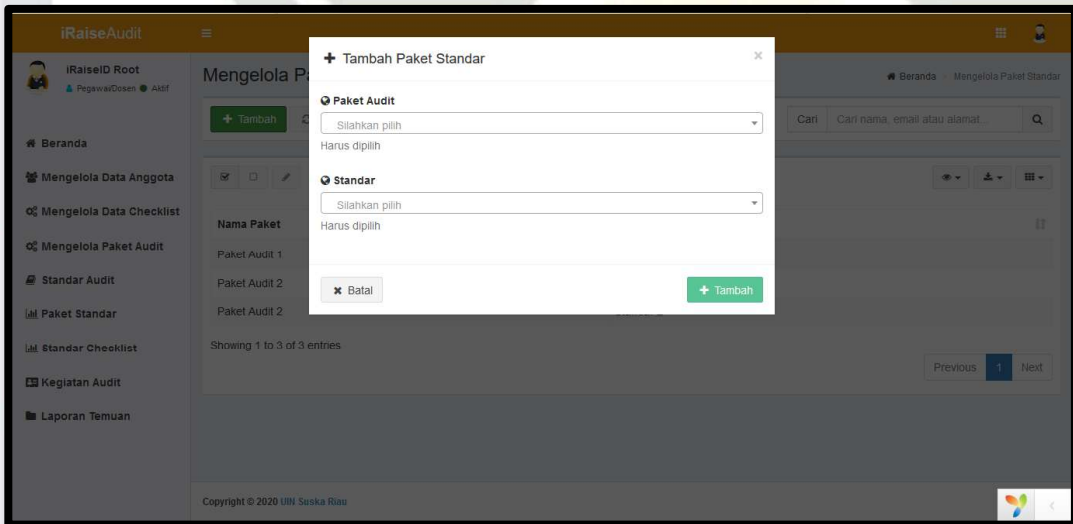 iRaiseAudit
iRaiseID Root
Pegawai/Dosen Aktif
Beranda
Mengelola Data Anggota
Mengelola Data Checklist
Mengelola Paket Audit
Standar Audit
Paket Standar
Standar Checklist
Kegiatan Audit
Laporan Temuan
Mengelola
Beranda Mengelola Paket Standar
Tambah
Cari Cari nama, email atau alamat...
Nama Paket
Paket Audit 1
Paket Audit 2
Paket Audit 2
Showing 1 to 3 of 3 entries
Previous 1 Next
Tambah Paket Standar ×
Paket Audit
Silahkan pilih
Harus dipilih
Standar
Silahkan pilih
Harus dipilih
Batal
Tambah
Copyright © 2020 UIN Suska Riau